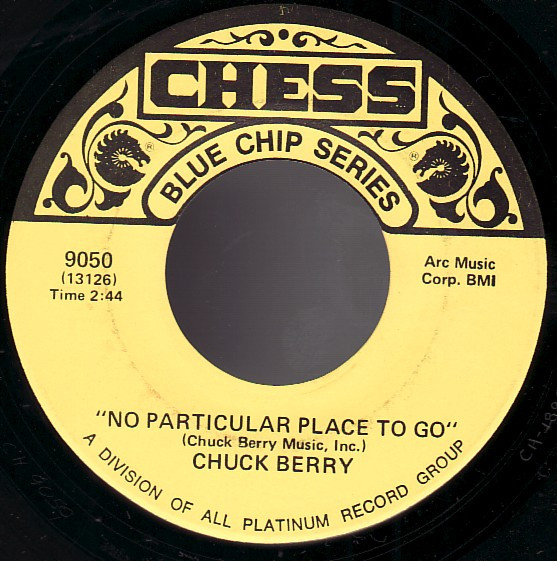 CHESS
BLUE CHIP SERIES
®
®
9050
(13126)
Time 2:44
Arc Music
Corp. BMI
"NO PARTICULAR PLACE TO GO"
(Chuck Berry Music, Inc.)
CHUCK BERRY
A DIVISION OF ALL PLATINUM RECORD GROUP